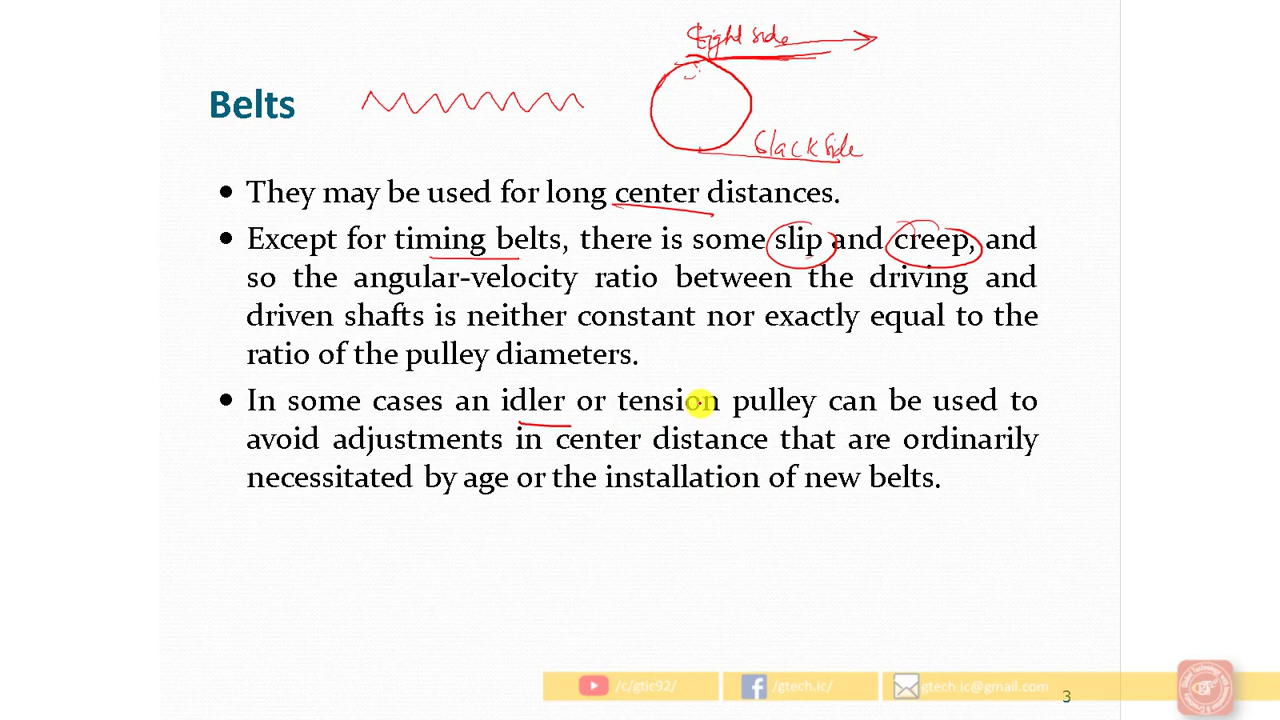 tight side
Belts
slack side
• They may be used for long center distances.
• Except for timing belts, there is some slip and creep, and
so the angular-velocity ratio between the driving and
driven shafts is neither constant nor exactly equal to the
ratio of the pulley diameters.
• In some cases an idler or tension pulley can be used to
avoid adjustments in center distance that are ordinarily
necessitated by age or the installation of new belts.
/c/gtic92/
/gtech.ic/
gtech.ic@gmail.com
3